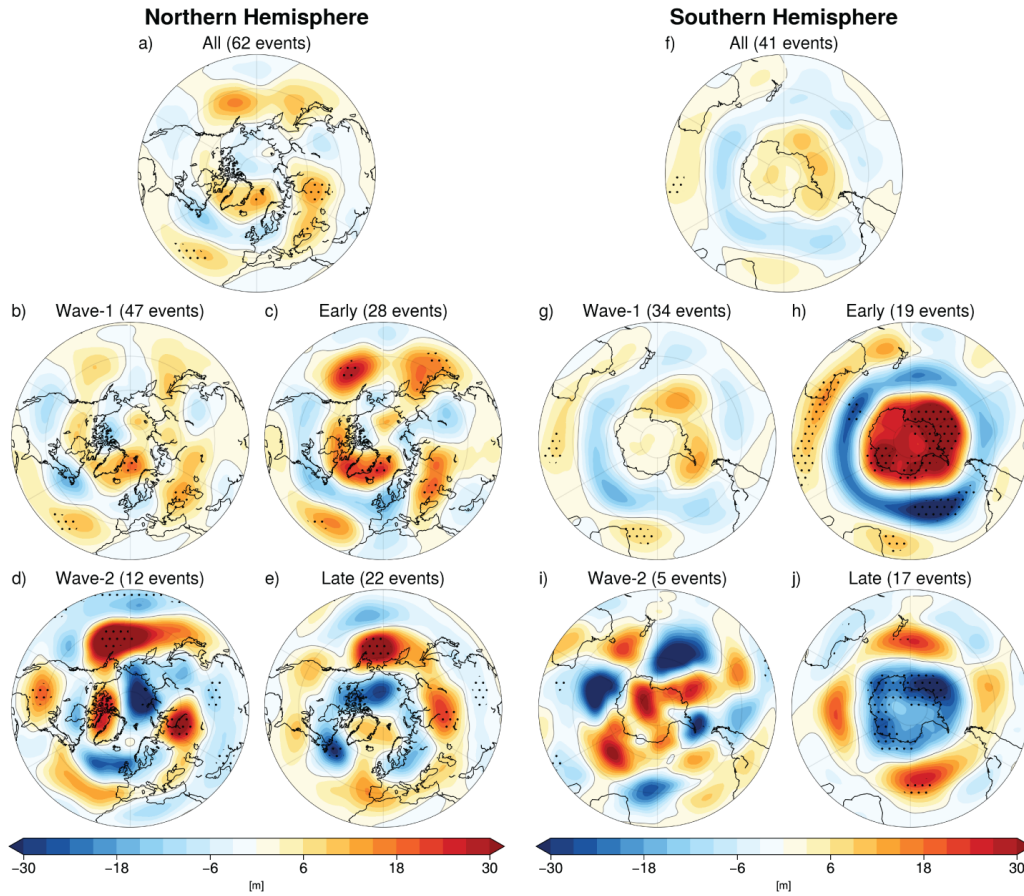 Northern Hemisphere
Southern Hemisphere
a) All (62 events)
f) All (41 events)
b) Wave-1 (47 events)
c) Early (28 events)
g) Wave-1 (34 events)
h) Early (19 events)
d) Wave-2 (12 events)
e) Late (22 events)
i) Wave-2 (5 events)
j) Late (17 events)
−30 −18 −6 6 18 30
[m]
−30 −18 −6 6 18 30
[m]